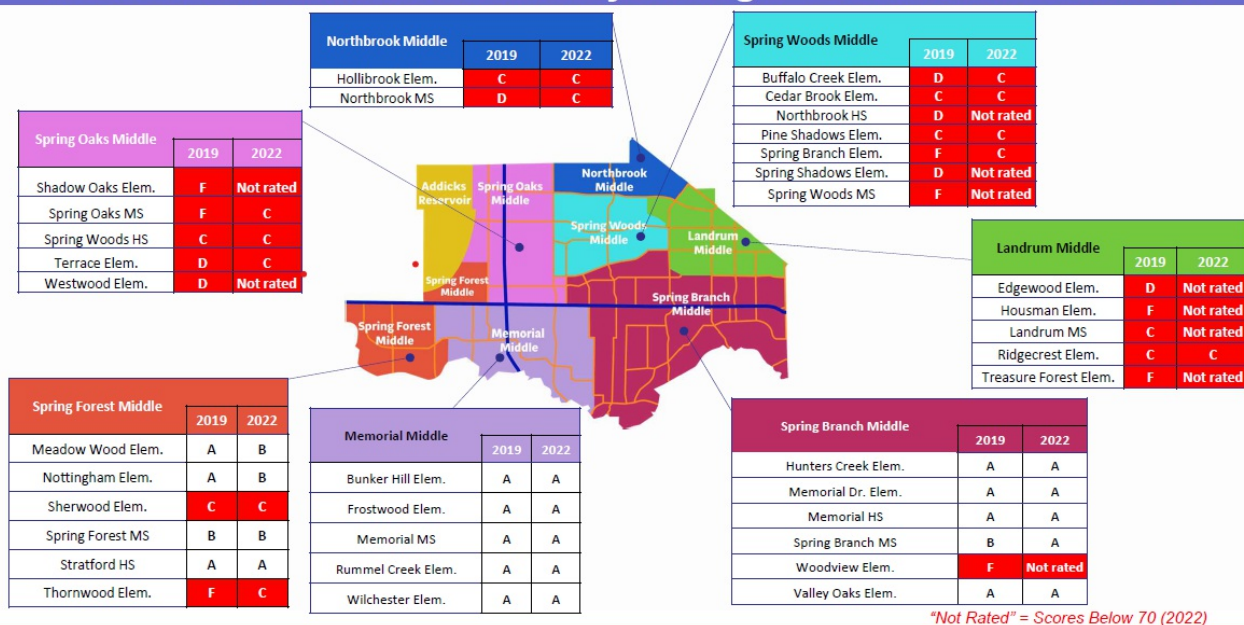 Northbrook Middle 2019 2022
Hollibrook Elem. C C
Northbrook MS D C
Spring Woods Middle 2019 2022
Buffalo Creek Elem. D C
Cedar Brook Elem. C C
Northbrook HS D Not rated
Pine Shadows Elem. C C
Spring Branch Elem. F C
Spring Shadows Elem. D Not rated
Spring Woods MS F Not rated
Spring Oaks Middle 2019 2022
Shadow Oaks Elem. F Not rated
Spring Oaks MS F C
Spring Woods HS C C
Terrace Elem. D C
Westwood Elem. D Not rated
Addicks
Reservoir
Spring Oaks
Middle
Northbrook
Middle
Spring Woods
Middle
Landrum
Middle
Spring Forest
Middle
Spring Branch
Middle
Spring Forest
Middle
Memorial
Middle
Landrum Middle 2019 2022
Edgewood Elem. D Not rated
Housman Elem. F Not rated
Landrum MS C Not rated
Ridgecrest Elem. C C
Treasure Forest Elem. F Not rated
Spring Forest Middle 2019 2022
Meadow Wood Elem. A B
Nottingham Elem. A B
Sherwood Elem. C C
Spring Forest MS B B
Stratford HS A A
Thornwood Elem. F C
Memorial Middle 2019 2022
Bunker Hill Elem. A A
Frostwood Elem. A A
Memorial MS A A
Rummel Creek Elem. A A
Wilchester Elem. A A
Spring Branch Middle 2019 2022
Hunters Creek Elem. A A
Memorial Dr. Elem. A A
Memorial HS A A
Spring Branch MS B A
Woodview Elem. F Not rated
Valley Oaks Elem. A A
"Not Rated" = Scores Below 70 (2022)